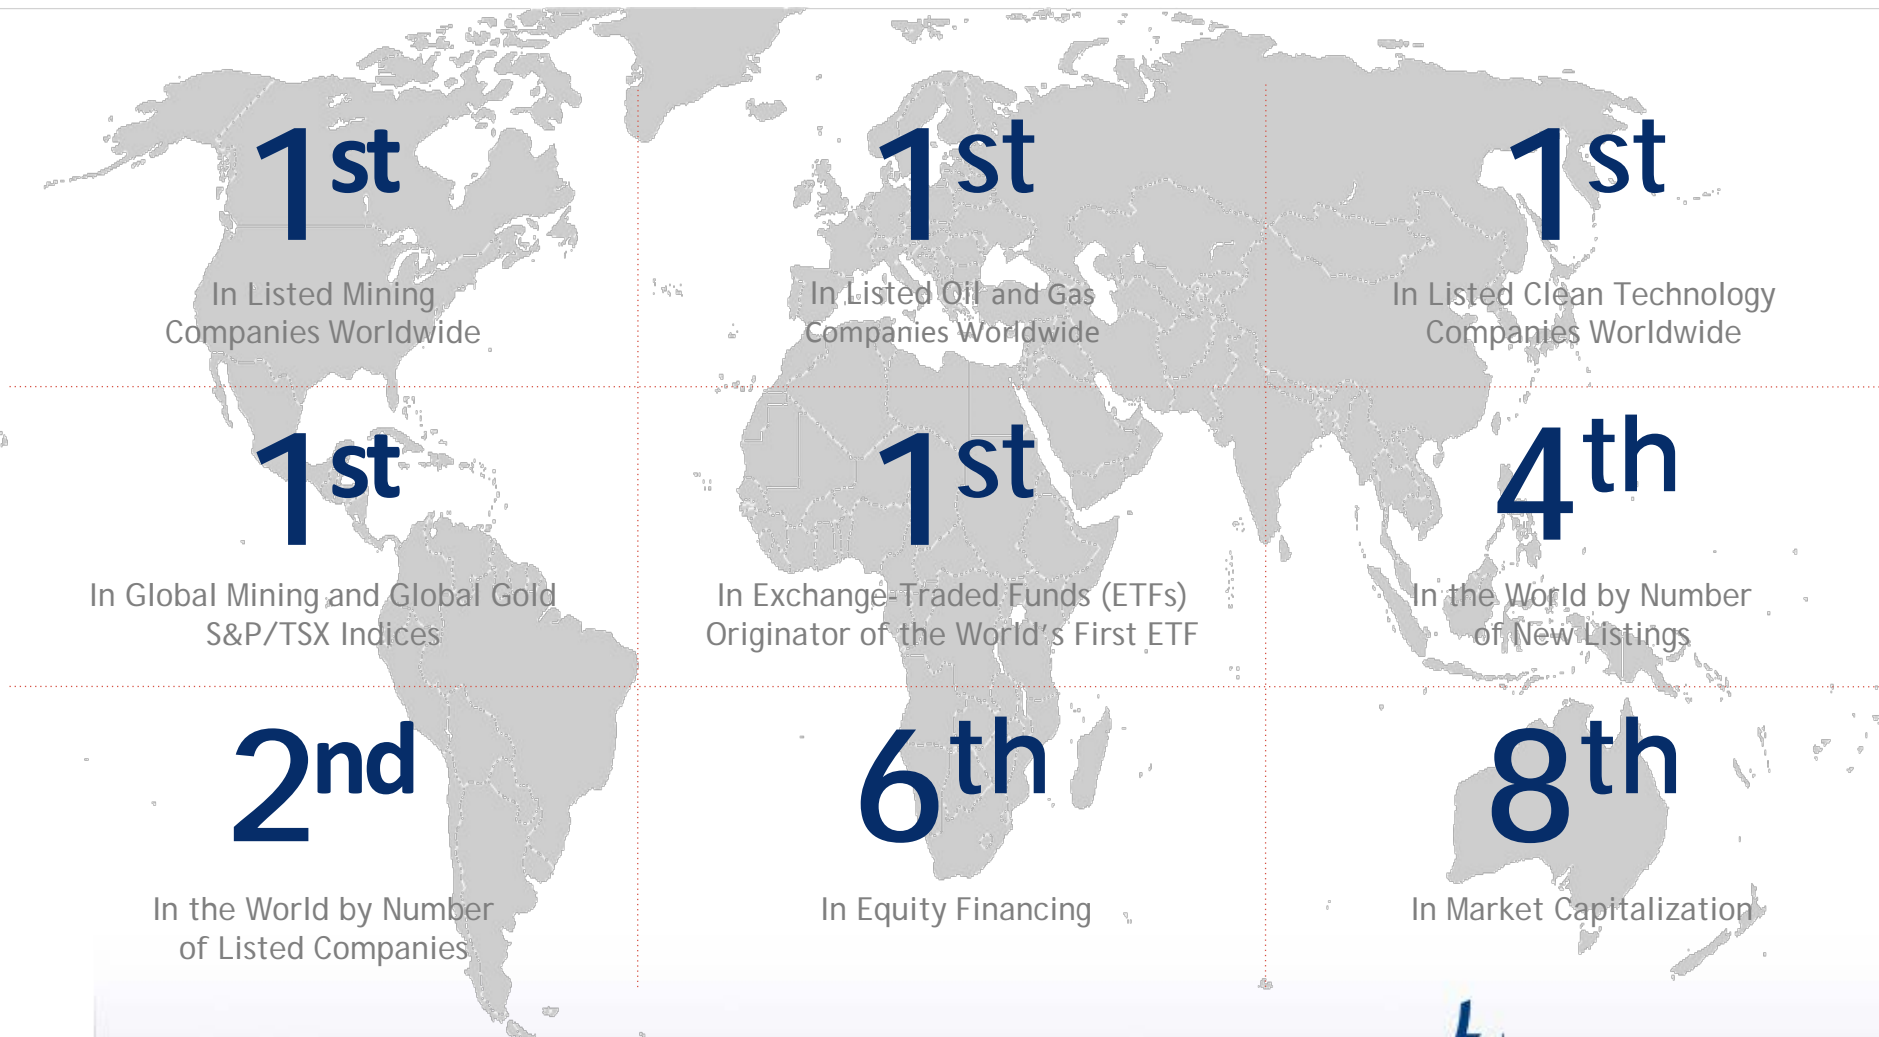 1st
In Listed Mining
Companies Worldwide
1st
In Listed Oil and Gas
Companies Worldwide
1st
In Listed Clean Technology
Companies Worldwide
1st
In Global Mining and Global Gold
S&P/TSX Indices
1st
In Exchange-Traded Funds (ETFs)
Originator of the World's First ETF
4th
In the World by Number
of New Listings
2nd
In the World by Number
of Listed Companies
6th
In Equity Financing
8th
In Market Capitalization